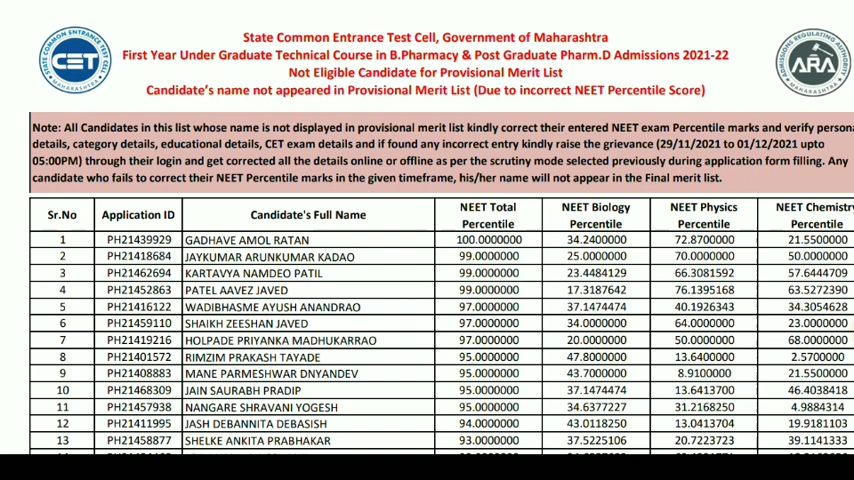 State Common Entrance Test Cell, Government of Maharashtra
First Year Under Graduate Technical Course in B.Pharmacy & Post Graduate Pharm.D Admissions 2021-22
Not Eligible Candidate for Provisional Merit List
Candidate's name not appeared in Provisional Merit List (Due to incorrect NEET Percentile Score)
STATE COMMON ENTRANCE TEST CELL
CET
MAHARASHTRA
ADMISSIONS REGULATING AUTHORITY
ARA
MAHARASHTRA
Note: All Candidates in this list whose name is not displayed in provisional merit list kindly correct their entered NEET exam Percentile marks and verify persona
details, category details, educational details, CET exam details and if found any incorrect entry kindly raise the grievance (29/11/2021 to 01/12/2021 upto
05:00PM) through their login and get corrected all the details online or offline as per the scrutiny mode selected previously during application form filling. Any
candidate who fails to correct their NEET Percentile marks in the given timeframe, his/her name will not appear in the Final merit list.
Sr.No Application ID Candidate's Full Name NEET Total Percentile NEET Biology Percentile NEET Physics Percentile NEET Chemistry Percentile
1 PH21439929 GADHAVE AMOL RATAN 100.0000000 34.2400000 72.8700000 21.5500000
2 PH21418684 JAYKUMAR ARUNKUMAR KADAO 99.0000000 25.0000000 70.0000000 50.0000000
3 PH21462694 KARTAVYA NAMDEO PATIL 99.0000000 23.4484129 66.3081592 57.6444709
4 PH21452863 PATEL AAVEZ JAVED 99.0000000 17.3187642 76.1395168 63.5272390
5 PH21416122 WADIBHASME AYUSH ANANDRAO 97.0000000 37.1474474 40.1926343 34.3054628
6 PH21459110 SHAIKH ZEESHAN JAVED 97.0000000 34.0000000 64.0000000 23.0000000
7 PH21419216 HOLPADE PRIYANKA MADHUKARRAO 97.0000000 20.0000000 50.0000000 68.0000000
8 PH21401572 RIMZIM PRAKASH TAYADE 95.0000000 47.8000000 13.6400000 2.5700000
9 PH21408883 MANE PARMESHWAR DNYANDEV 95.0000000 43.7000000 8.9100000 21.5500000
10 PH21468309 JAIN SAURABH PRADIP 95.0000000 37.1474474 13.6413700 46.4038418
11 PH21457938 NANGARE SHRAVANI YOGESH 95.0000000 34.6377227 31.2168250 4.9884314
12 PH21411995 JASH DEBANNITA DEBASISH 94.0000000 43.0118250 13.0413704 19.9181103
13 PH21458877 SHELKE ANKITA PRABHAKAR 93.0000000 37.5225106 20.7223723 39.1141333